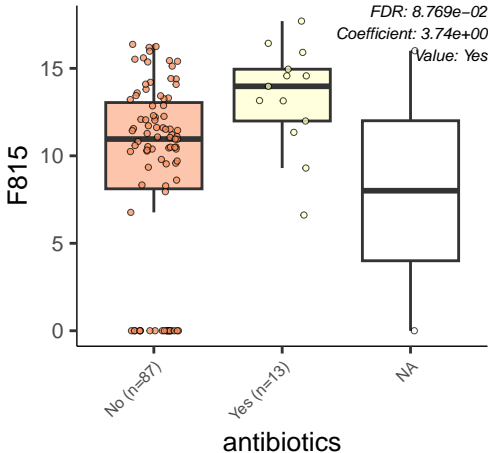 FDR: 8.769e−02
Coefficient: 3.74e+00
Value: Yes
F815
15
10
5
0
No (n=87)
Yes (n=13)
NA
antibiotics